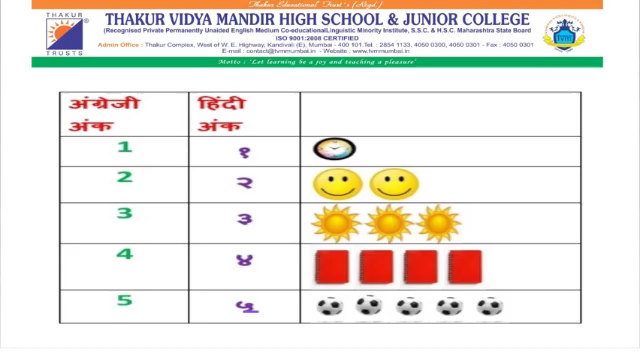 Thakur Educational Trust's (Regd.)
THAKUR VIDYA MANDIR HIGH SCHOOL & JUNIOR COLLEGE
(Recognised Private Permanently Unaided English Medium Co-educational Linguistic Minority Institute, S.S.C. & H.S.C. Maharashtra State Board
ISO 9001:2008 CERTIFIED
Admin Office : Thakur Complex, West of W. E. Highway, Kandivali (E), Mumbai - 400 101. Tel. : 2854 1133, 4050 0300, 4050 0301 - Fax : 4050 0301
E-mail : contact@tvmmumbai.in - Website : www.tvmmumbai.in
THAKUR
TRUSTS
Motto : 'Let learning be a joy and teaching a pleasure'
अंग्रेजी अंक हिंदी अंक
1 १
2 २
3 ३
4 ४
5 ५